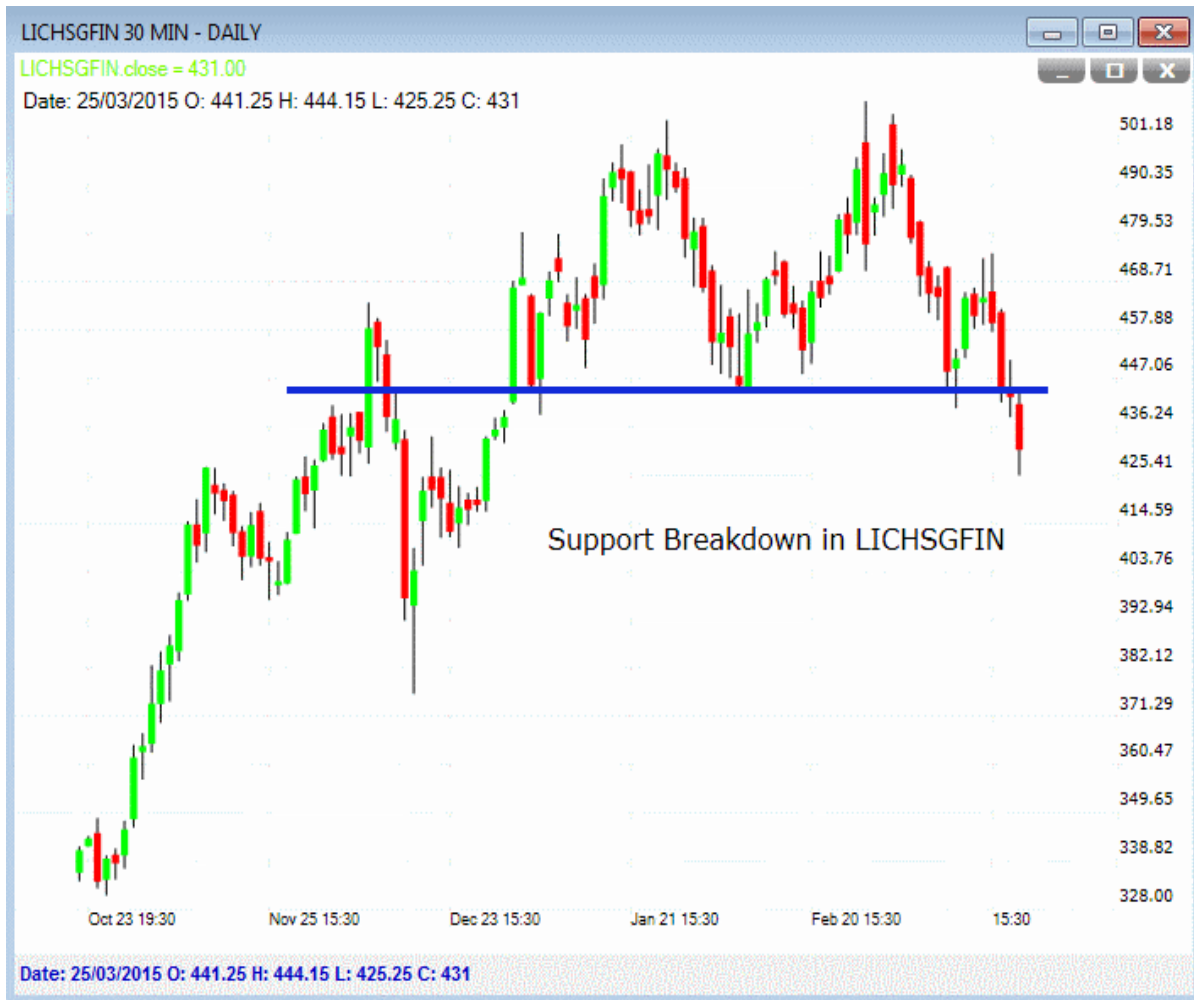 LICHSGFIN 30 MIN - DAILY
LICHSGFIN.close = 431.00
Date: 25/03/2015 O: 441.25 H: 444.15 L: 425.25 C: 431
501.18
490.35
479.53
468.71
457.88
447.06
436.24
425.41
414.59
403.76
392.94
382.12
371.29
360.47
349.65
338.82
328.00
Support Breakdown in LICHSGFIN
Oct 23 19:30 Nov 25 15:30 Dec 23 15:30 Jan 21 15:30 Feb 20 15:30 15:30
Date: 25/03/2015 O: 441.25 H: 444.15 L: 425.25 C: 431